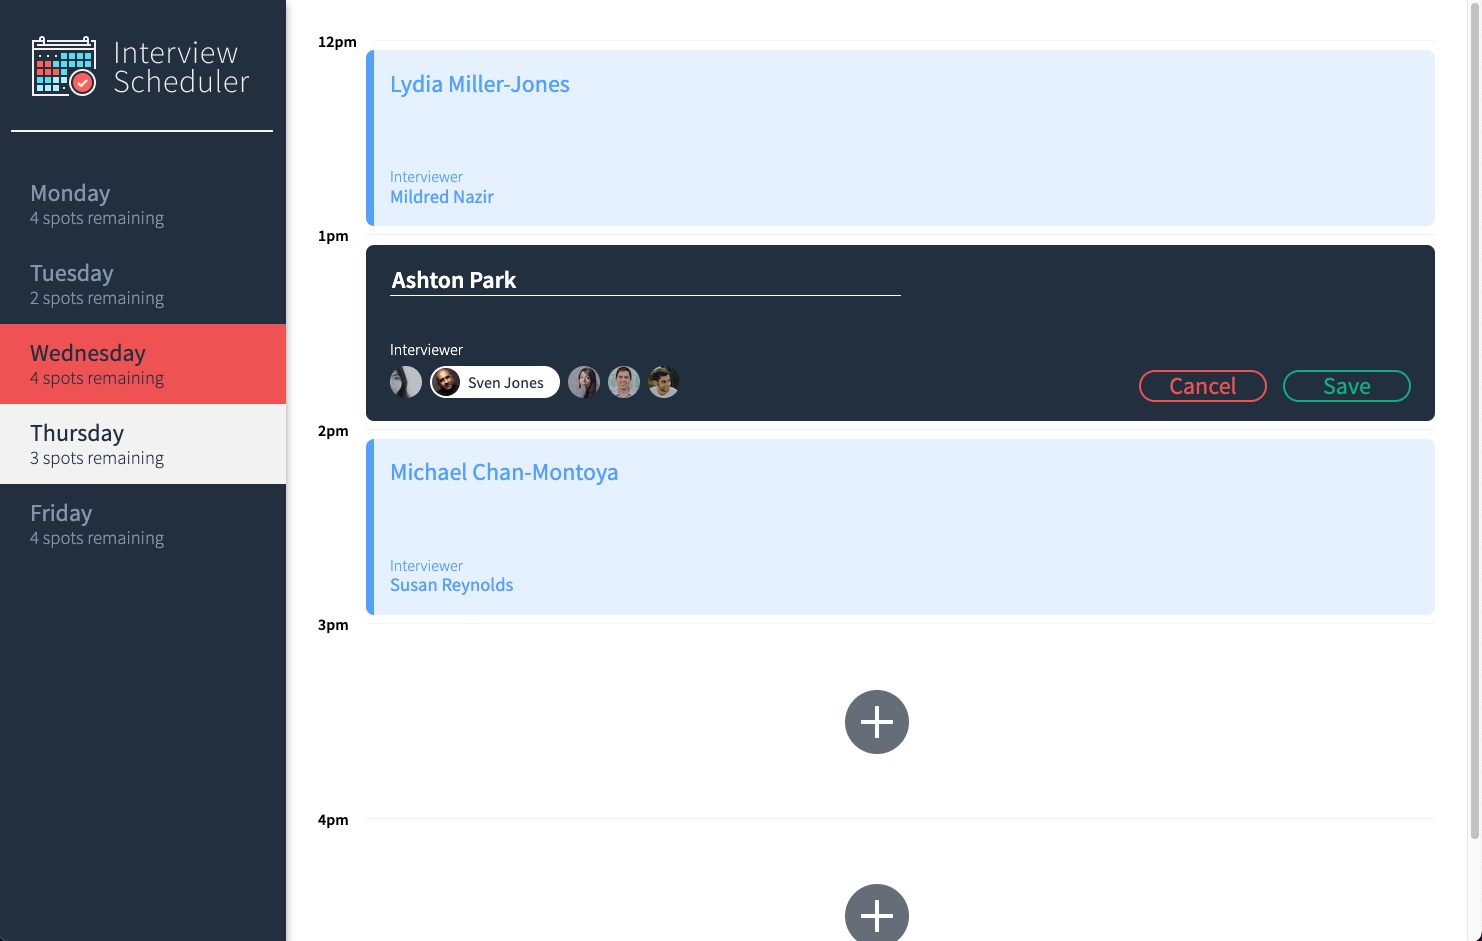 Interview
Scheduler
Monday
4 spots remaining
Tuesday
2 spots remaining
Wednesday
4 spots remaining
Thursday
3 spots remaining
Friday
4 spots remaining
12pm
Lydia Miller-Jones
Interviewer
Mildred Nazir
1pm
Ashton Park
Interviewer
Sven Jones
Cancel Save
2pm
Michael Chan-Montoya
Interviewer
Susan Reynolds
3pm
4pm